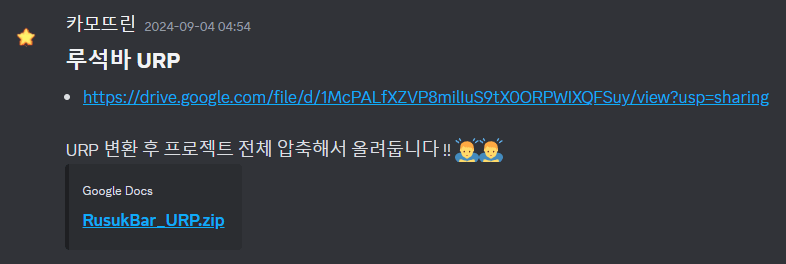 카모뜨린 2024-09-04 04:54
루석바 URP
https://drive.google.com/file/d/1McPALfXZVP8milIuS9tX0ORPWIXQFSuy/view?usp=sharing
URP 변환 후 프로젝트 전체 압축해서 올려둡니다 !!
Google Docs
RusukBar_URP.zip